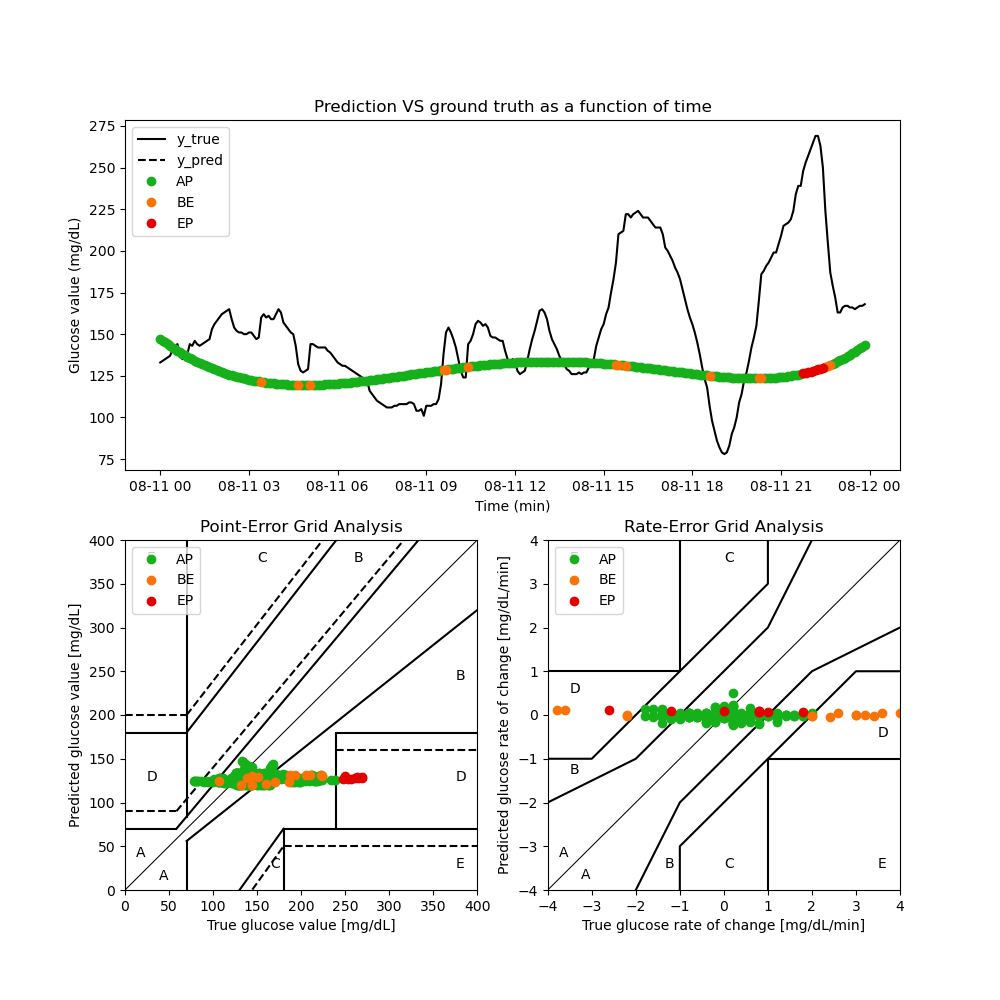 Prediction VS ground truth as a function of time
Glucose value (mg/dL)
275
250
225
200
175
150
125
100
75
y_true
y_pred
AP
BE
EP
08-11 00 08-11 03 08-11 06 08-11 09 08-11 12 08-11 15 08-11 18 08-11 21 08-12 00
Time (min)
Point-Error Grid Analysis
Predicted glucose value [mg/dL]
400
350
300
250
200
150
100
50
0
AP
BE
EP
C
B
B
D
D
A
A
C
E
0 50 100 150 200 250 300 350 400
True glucose value [mg/dL]
Rate-Error Grid Analysis
Predicted glucose rate of change [mg/dL/min]
4
3
2
1
0
−1
−2
−3
−4
AP
BE
EP
C
D
D
B
A
A
B
C
E
−4 −3 −2 −1 0 1 2 3 4
True glucose rate of change [mg/dL/min]